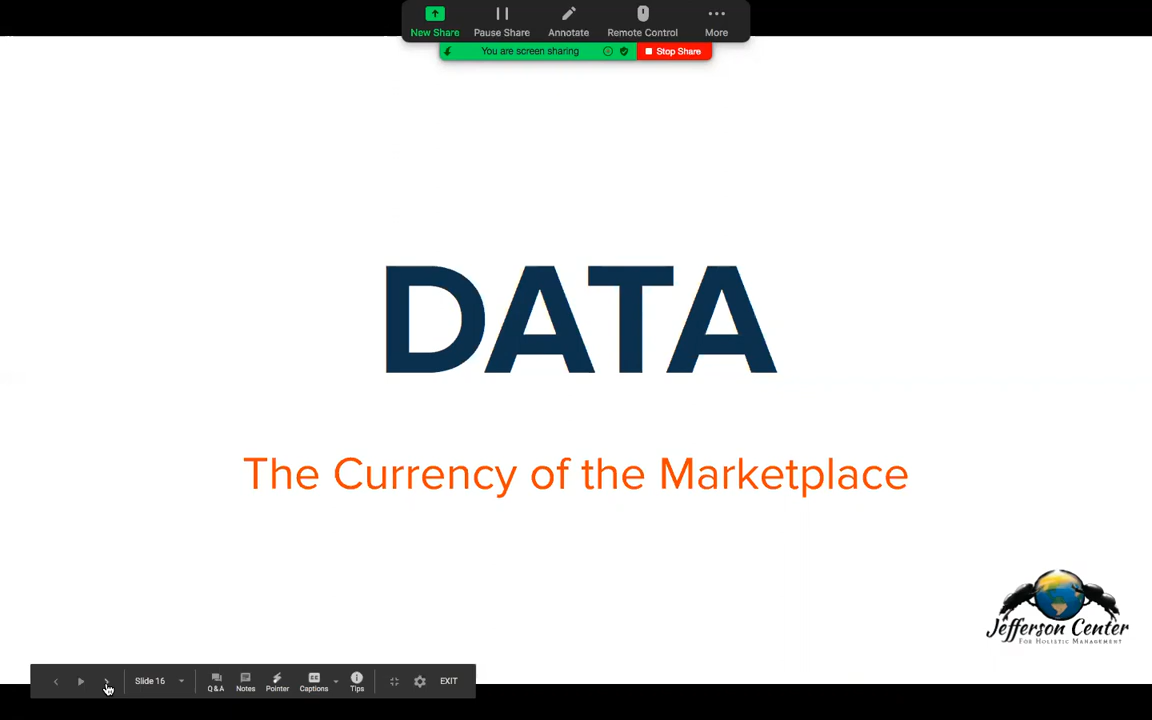 New Share Pause Share Annotate Remote Control More
You are screen sharing Stop Share
DATA
The Currency of the Marketplace
Jefferson Center
FOR HOLISTIC MANAGEMENT
Slide 16 Q&A Notes Pointer Captions Tips EXIT